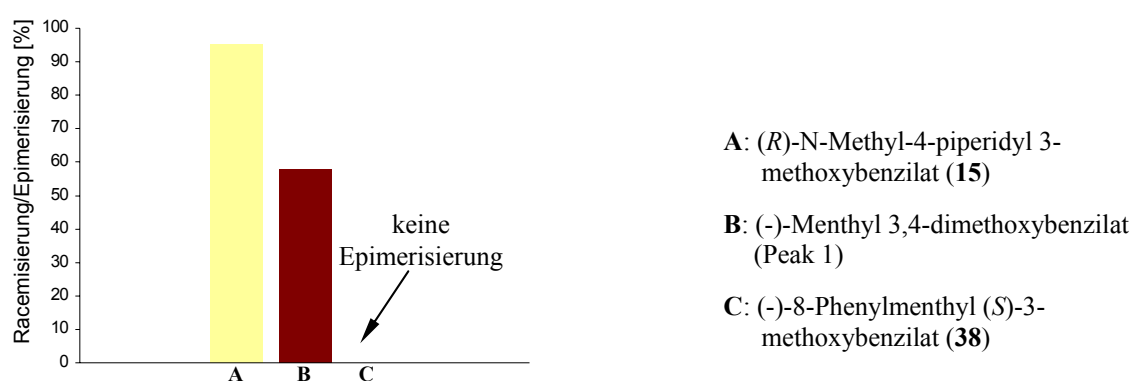 Racemisierung/Epimerisierung [%]
100
90
80
70
60
50
40
30
20
10
0
keine
Epimerisierung
A B C
A: (R)-N-Methyl-4-piperidyl 3-
methoxybenzilat (15)
B: (-)-Menthyl 3,4-dimethoxybenzilat
(Peak 1)
C: (-)-8-Phenylmenthyl (S)-3-
methoxybenzilat (38)